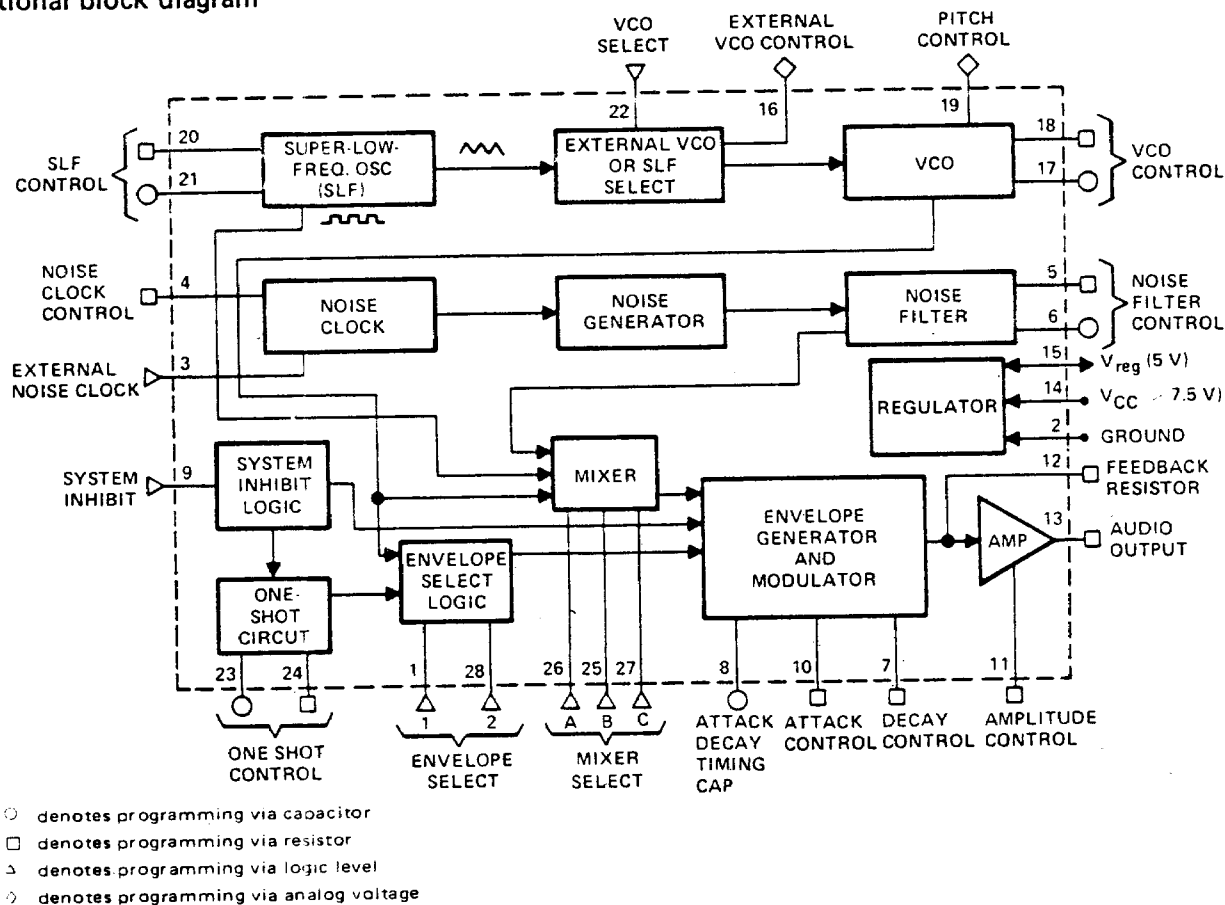 tional block diagram
VCO
SELECT
EXTERNAL
VCO CONTROL
PITCH
CONTROL
22
16
19
SLF
CONTROL
20
21
SUPER-LOW-
FREQ. OSC
(SLF)
EXTERNAL VCO
OR SLF
SELECT
VCO
18
17
VCO
CONTROL
NOISE
CLOCK
CONTROL
4
NOISE
CLOCK
NOISE
GENERATOR
NOISE
FILTER
5
6
NOISE
FILTER
CONTROL
EXTERNAL
NOISE CLOCK
3
REGULATOR
15
Vreg (5 V)
14
VCC 7.5 V)
2
GROUND
SYSTEM
INHIBIT
9
SYSTEM
INHIBIT
LOGIC
MIXER
12
FEEDBACK
RESISTOR
ENVELOPE
GENERATOR
AND
MODULATOR
AMP
13
AUDIO
OUTPUT
ENVELOPE
SELECT
LOGIC
ONE-
SHOT
CIRCUT
23
24
1
28
26
25
27
8
10
7
11
1
2
A
B
C
ONE SHOT
CONTROL
ENVELOPE
SELECT
MIXER
SELECT
ATTACK
DECAY
TIMING
CAP
ATTACK
CONTROL
DECAY
CONTROL
AMPLITUDE
CONTROL
denotes programming via capacitor
denotes programming via resistor
denotes programming via logic level
denotes programming via analog voltage